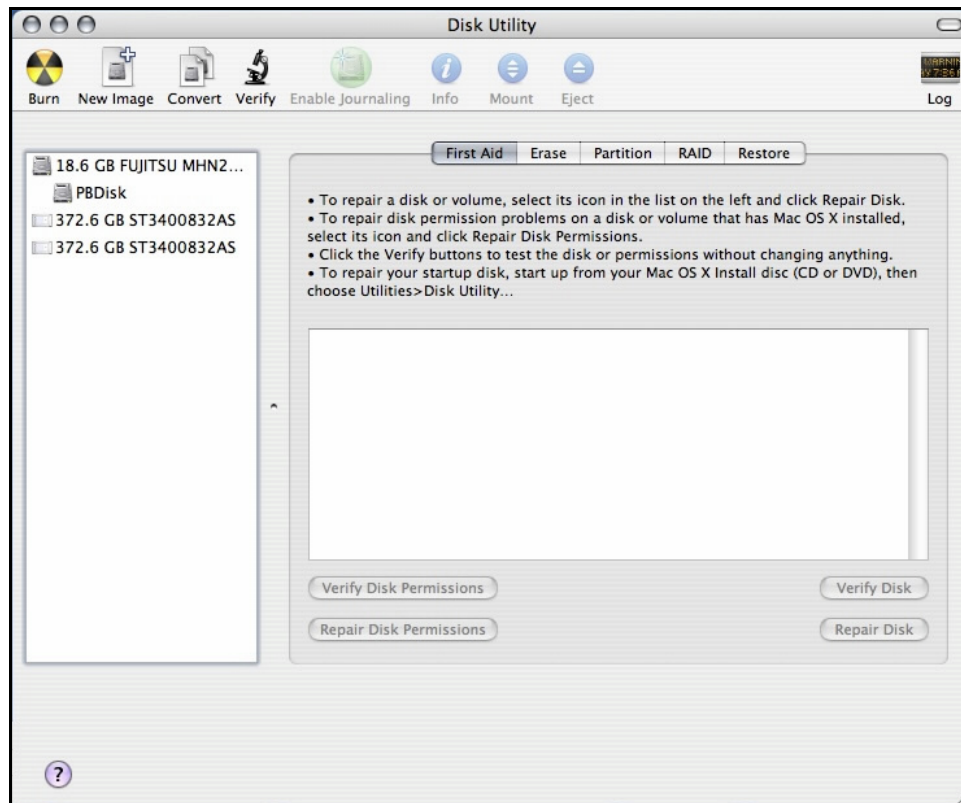 Disk Utility
Burn New Image Convert Verify Enable Journaling Info Mount Eject Log
18.6 GB FUJITSU MHN2...
PBDisk
372.6 GB ST3400832AS
372.6 GB ST3400832AS
First Aid Erase Partition RAID Restore
• To repair a disk or volume, select its icon in the list on the left and click Repair Disk.
• To repair disk permission problems on a disk or volume that has Mac OS X installed,
select its icon and click Repair Disk Permissions.
• Click the Verify buttons to test the disk or permissions without changing anything.
• To repair your startup disk, start up from your Mac OS X Install disc (CD or DVD), then
choose Utilities>Disk Utility...
Verify Disk Permissions Verify Disk
Repair Disk Permissions Repair Disk
?